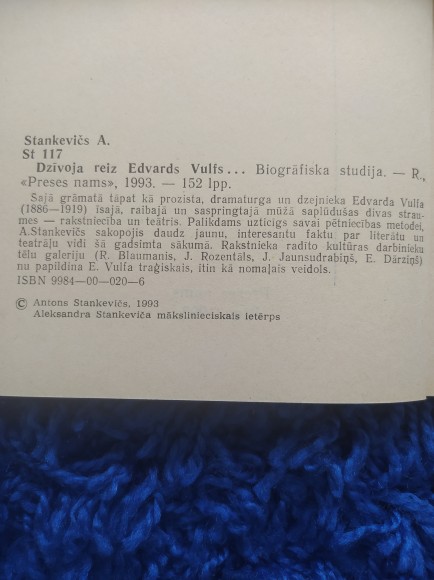 Stankevičs A.
St 117
Dzīvoja reiz Edvards Vulfs... Biogrāfiska studija. — R.,
«Preses nams», 1993. — 152 lpp.
Šajā grāmatā tāpat kā prozista, dramaturga un dzejnieka Edvarda Vulfa
(1886—1919) īsajā, raibajā un saspringtajā mūžā saplūdušas divas strau-
mes — rakstniecība un teātris. Palikdams uzticīgs savai pētniecības metodei,
A.Stankevičs sakopojis daudz jaunu, interesantu faktu par literātu un
teatrāļu vidi šā gadsimta sākumā. Rakstnieka radīto kultūras darbinieku
tēlu galeriju (R. Blaumanis, J. Rozentāls, J. Jaunsudrabiņš, E. Dārziņš)
nu papildina E. Vulfa traģiskais, itin kā nomaļais veidols.
ISBN 9984—00—020—6
© Antons Stankevičs, 1993
Aleksandra Stankeviča mākslinieciskais ietērps